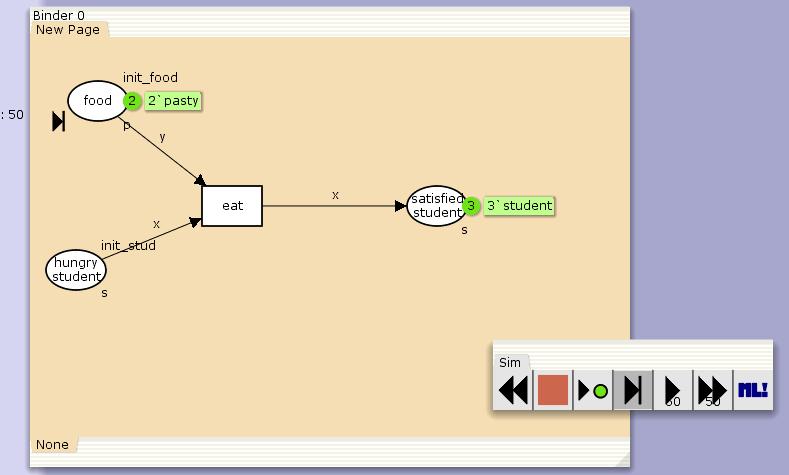 Binder 0
New Page
init_food
food
2
2`pasty
: 50
p
y
eat
x
satisfied
student
3
3`student
s
x
init_stud
hungry
student
s
Sim
50
50
ML!
None